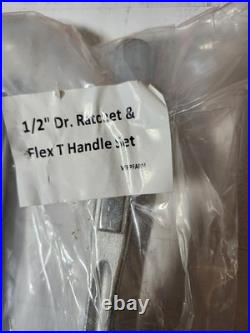 1/2" Dr. Ratchet &
Flex T Handle Set